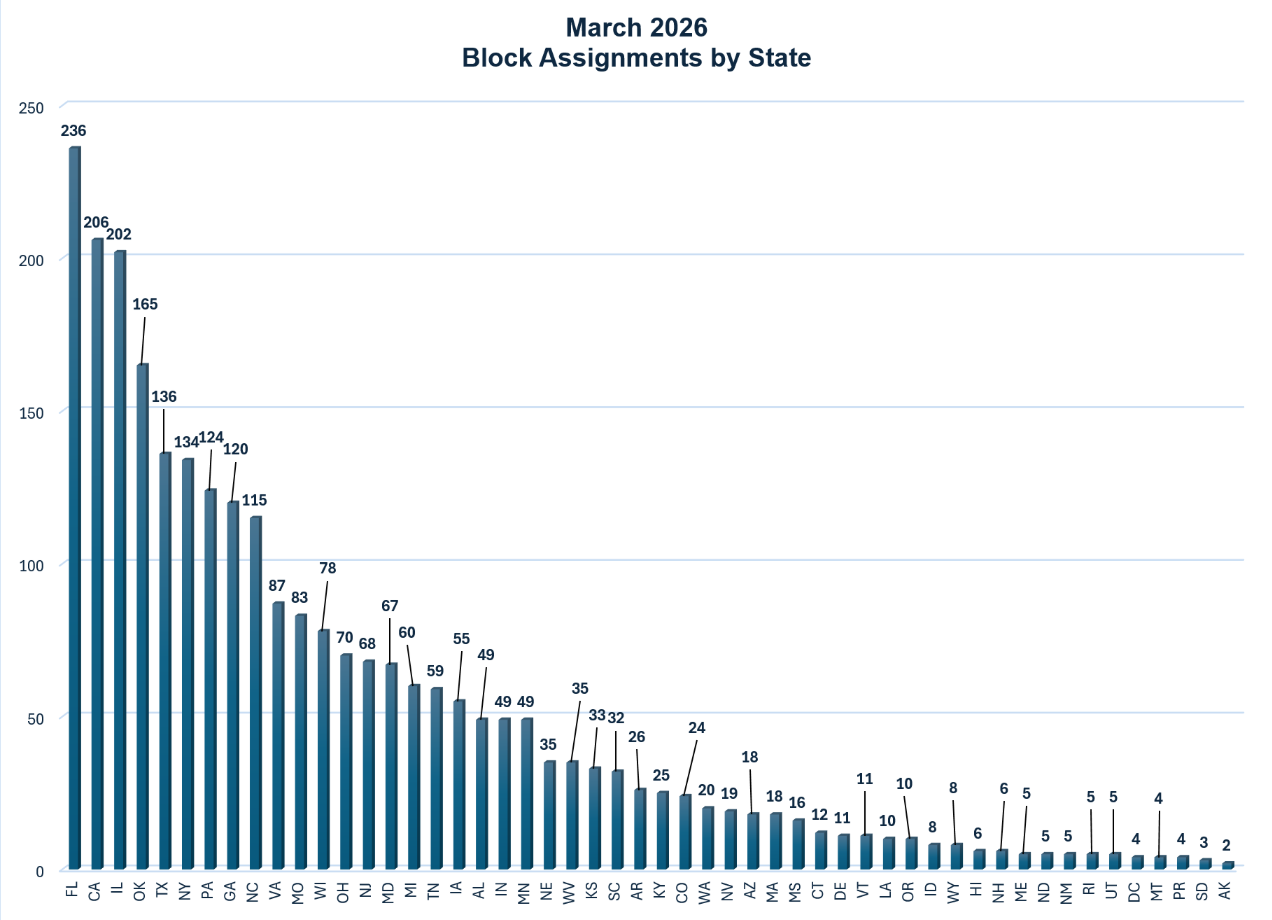 March 2026
Block Assignments by State
250
200
150
100
50
0
236
206
202
165
136
134
124
120
115
87
83
78
70
68
67
60
59
55
49
49
49
35
35
33
32
26
25
24
20
19
18
18
16
12
11
11
10
10
8
8
6
6
5
5
5
5
5
4
4
4
3
2
FL
CA
IL
OK
TX
NY
PA
GA
NC
VA
MO
WI
OH
NJ
MD
MI
TN
IA
AL
IN
MN
NE
WV
KS
SC
AR
KY
CO
WA
NV
AZ
MA
MS
CT
DE
VT
LA
OR
ID
WY
HI
NH
ME
ND
NM
RI
UT
DC
MT
PR
SD
AK